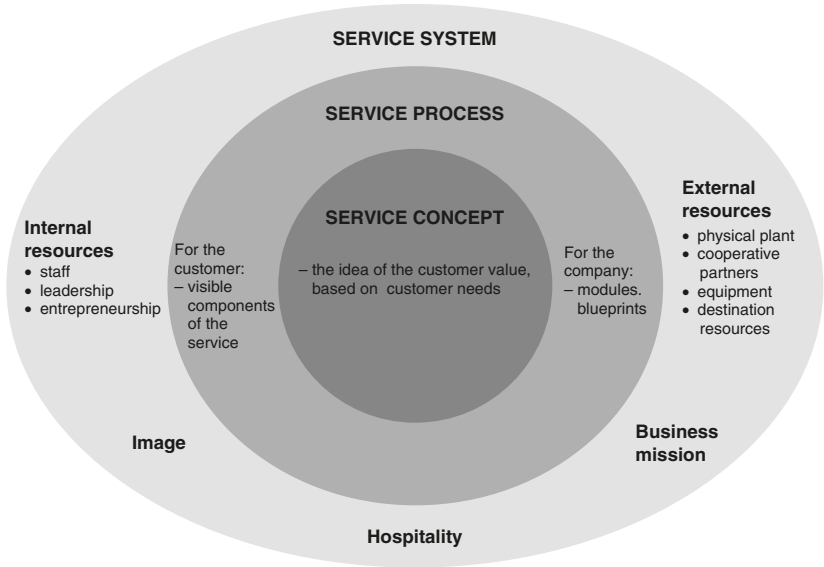 SERVICE SYSTEM
SERVICE PROCESS
SERVICE CONCEPT
– the idea of the customer value,
based on customer needs
Internal
resources
• staff
• leadership
• entrepreneurship
For the
customer:
– visible
components
of the
service
For the
company:
– modules.
blueprints
External
resources
• physical plant
• cooperative
partners
• equipment
• destination
resources
Image
Business
mission
Hospitality